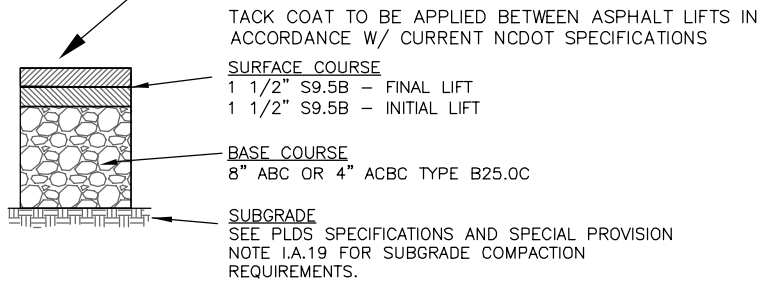 TACK COAT TO BE APPLIED BETWEEN ASPHALT LIFTS IN
ACCORDANCE W/ CURRENT NCDOT SPECIFICATIONS
SURFACE COURSE
1 1/2" S9.5B – FINAL LIFT
1 1/2" S9.5B – INITIAL LIFT
BASE COURSE
8" ABC OR 4" ACBC TYPE B25.0C
SUBGRADE
SEE PLDS SPECIFICATIONS AND SPECIAL PROVISION
NOTE I.A.19 FOR SUBGRADE COMPACTION
REQUIREMENTS.